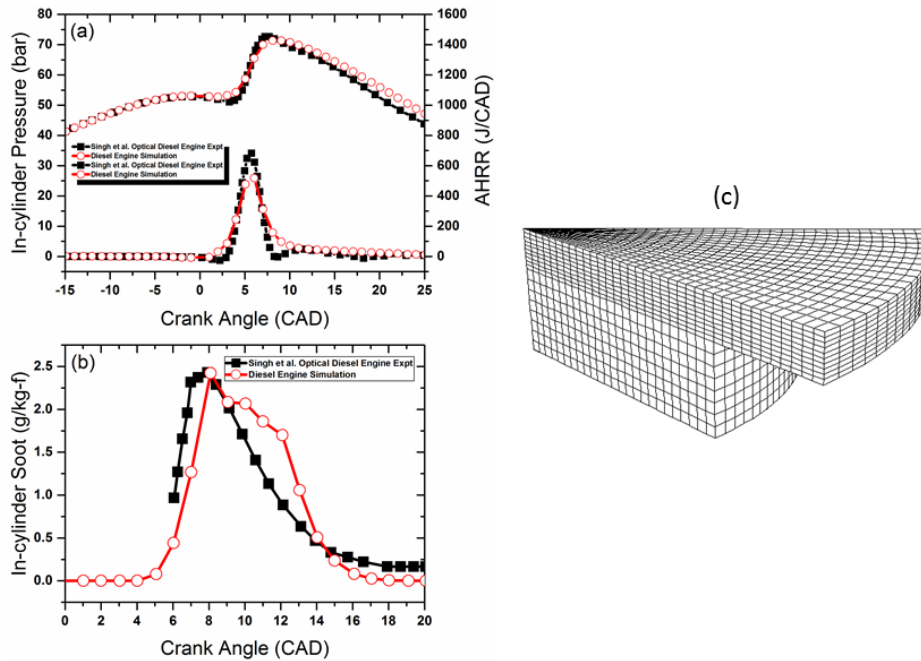 (a)
In-cylinder Pressure (bar)
80
70
60
50
40
30
20
10
0
1600
1400
1200
1000
800
600
400
200
0
AHRR (J/CAD)
Singh et al. Optical Diesel Engine Expt
Diesel Engine Simulation
Singh et al. Optical Diesel Engine Expt
Diesel Engine Simulation
-15 -10 -5 0 5 10 15 20 25
Crank Angle (CAD)
(b)
In-cylinder Soot (g/kg-f)
2.5
2.0
1.5
1.0
0.5
0.0
Singh et al. Optical Diesel Engine Expt
Diesel Engine Simulation
0 2 4 6 8 10 12 14 16 18 20
Crank Angle (CAD)
(c)